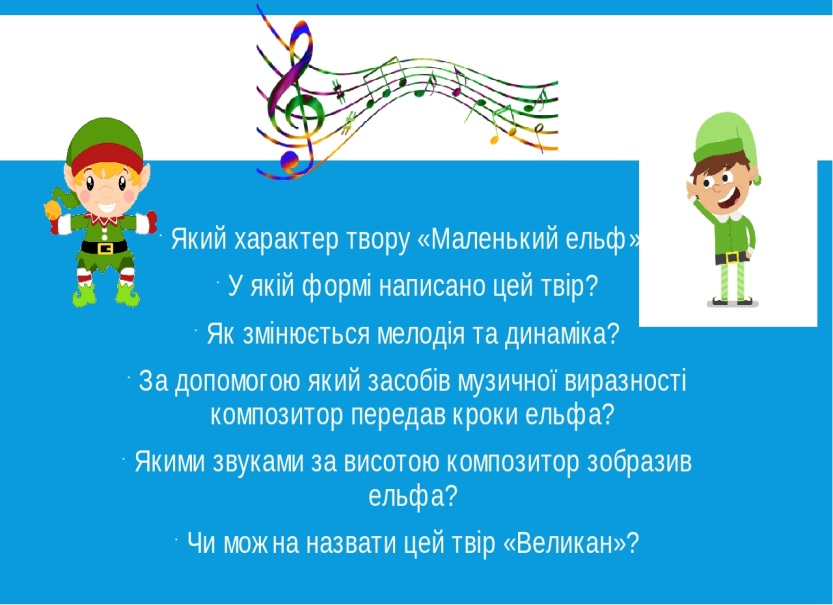 Який характер твору «Маленький ельф»
У якій формі написано цей твір?
Як змінюється мелодія та динаміка?
За допомогою який засобів музичної виразності
композитор передав кроки ельфа?
Якими звуками за висотою композитор зобразив
ельфа?
Чи можна назвати цей твір «Великан»?